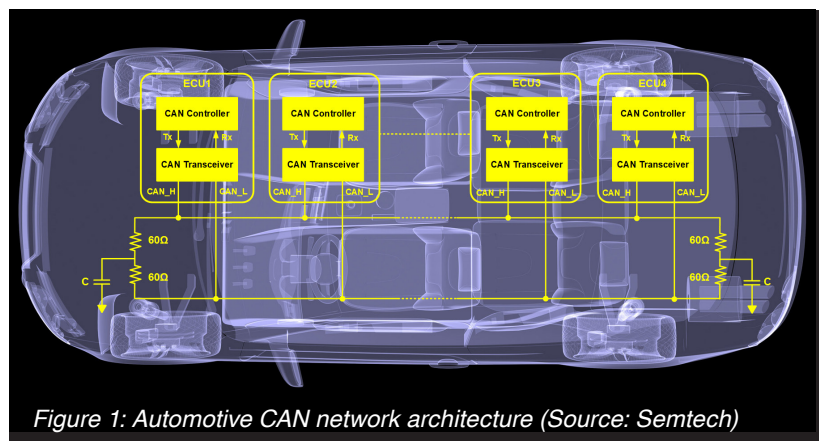 ECU1
ECU2
ECU3
ECU4
CAN Controller
CAN Controller
CAN Controller
CAN Controller
Tx
Rx
Tx
Rx
Tx
Rx
Tx
Rx
CAN Transceiver
CAN Transceiver
CAN Transceiver
CAN Transceiver
CAN_H
CAN_L
CAN_H
CAN_L
CAN_H
CAN_L
CAN_H
CAN_L
60Ω
60Ω
C
60Ω
60Ω
C
Figure 1: Automotive CAN network architecture (Source: Semtech)